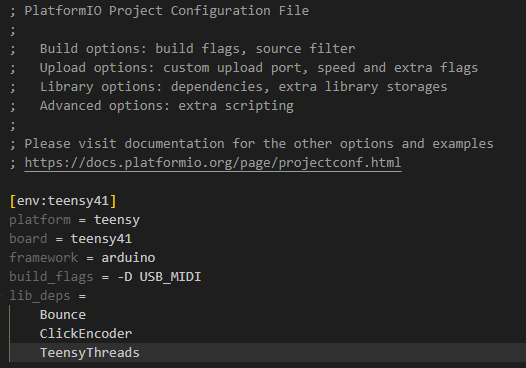 ; PlatformIO Project Configuration File
;
;   Build options: build flags, source filter
;   Upload options: custom upload port, speed and extra flags
;   Library options: dependencies, extra library storages
;   Advanced options: extra scripting
;
; Please visit documentation for the other options and examples
; https://docs.platformio.org/page/projectconf.html

[env:teensy41]
platform = teensy
board = teensy41
framework = arduino
build_flags = -D USB_MIDI
lib_deps =
    Bounce
    ClickEncoder
    TeensyThreads